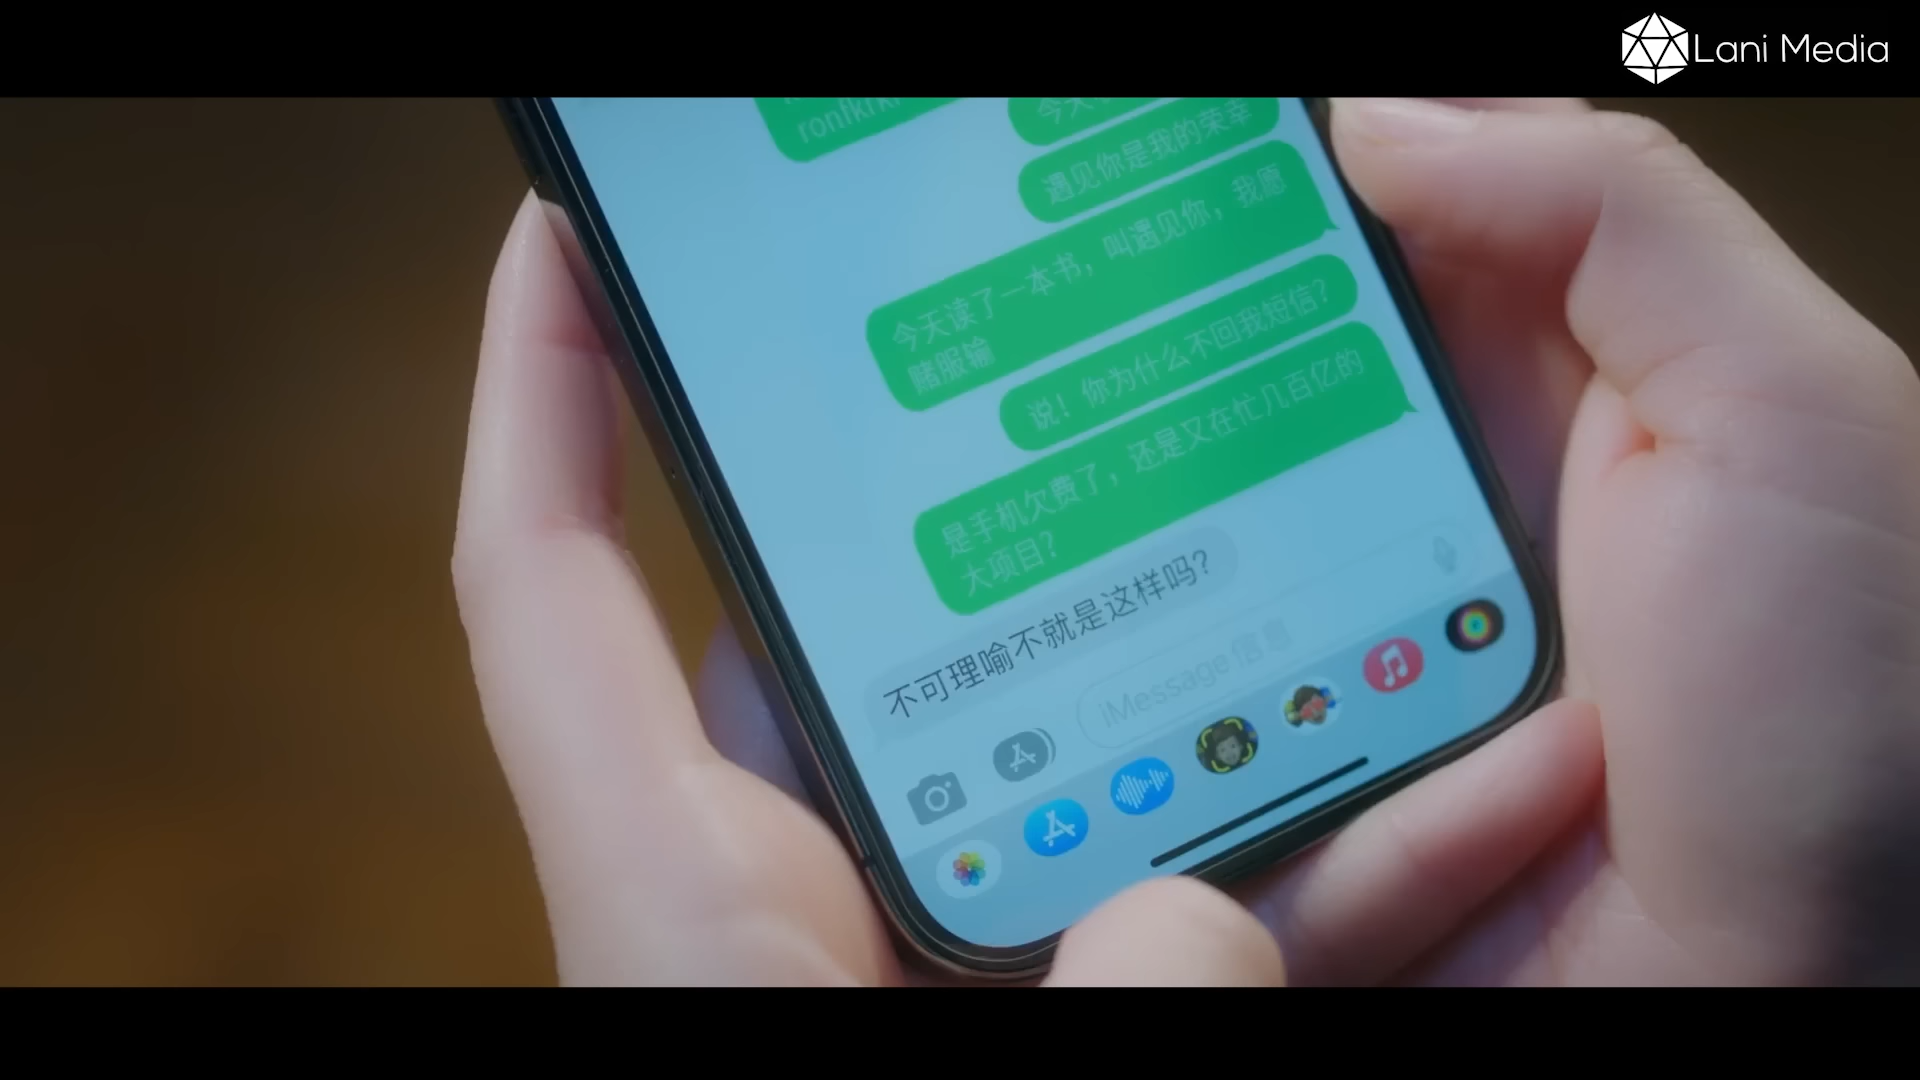 Lani Media
今天
遇见你是我的荣幸
今天读了一本书，叫遇见你，我愿
赌服输
说！你为什么不回我短信？
是手机欠费了，还是又在忙几百亿的
大项目？
不可理喻不就是这样吗？
iMessage 信息